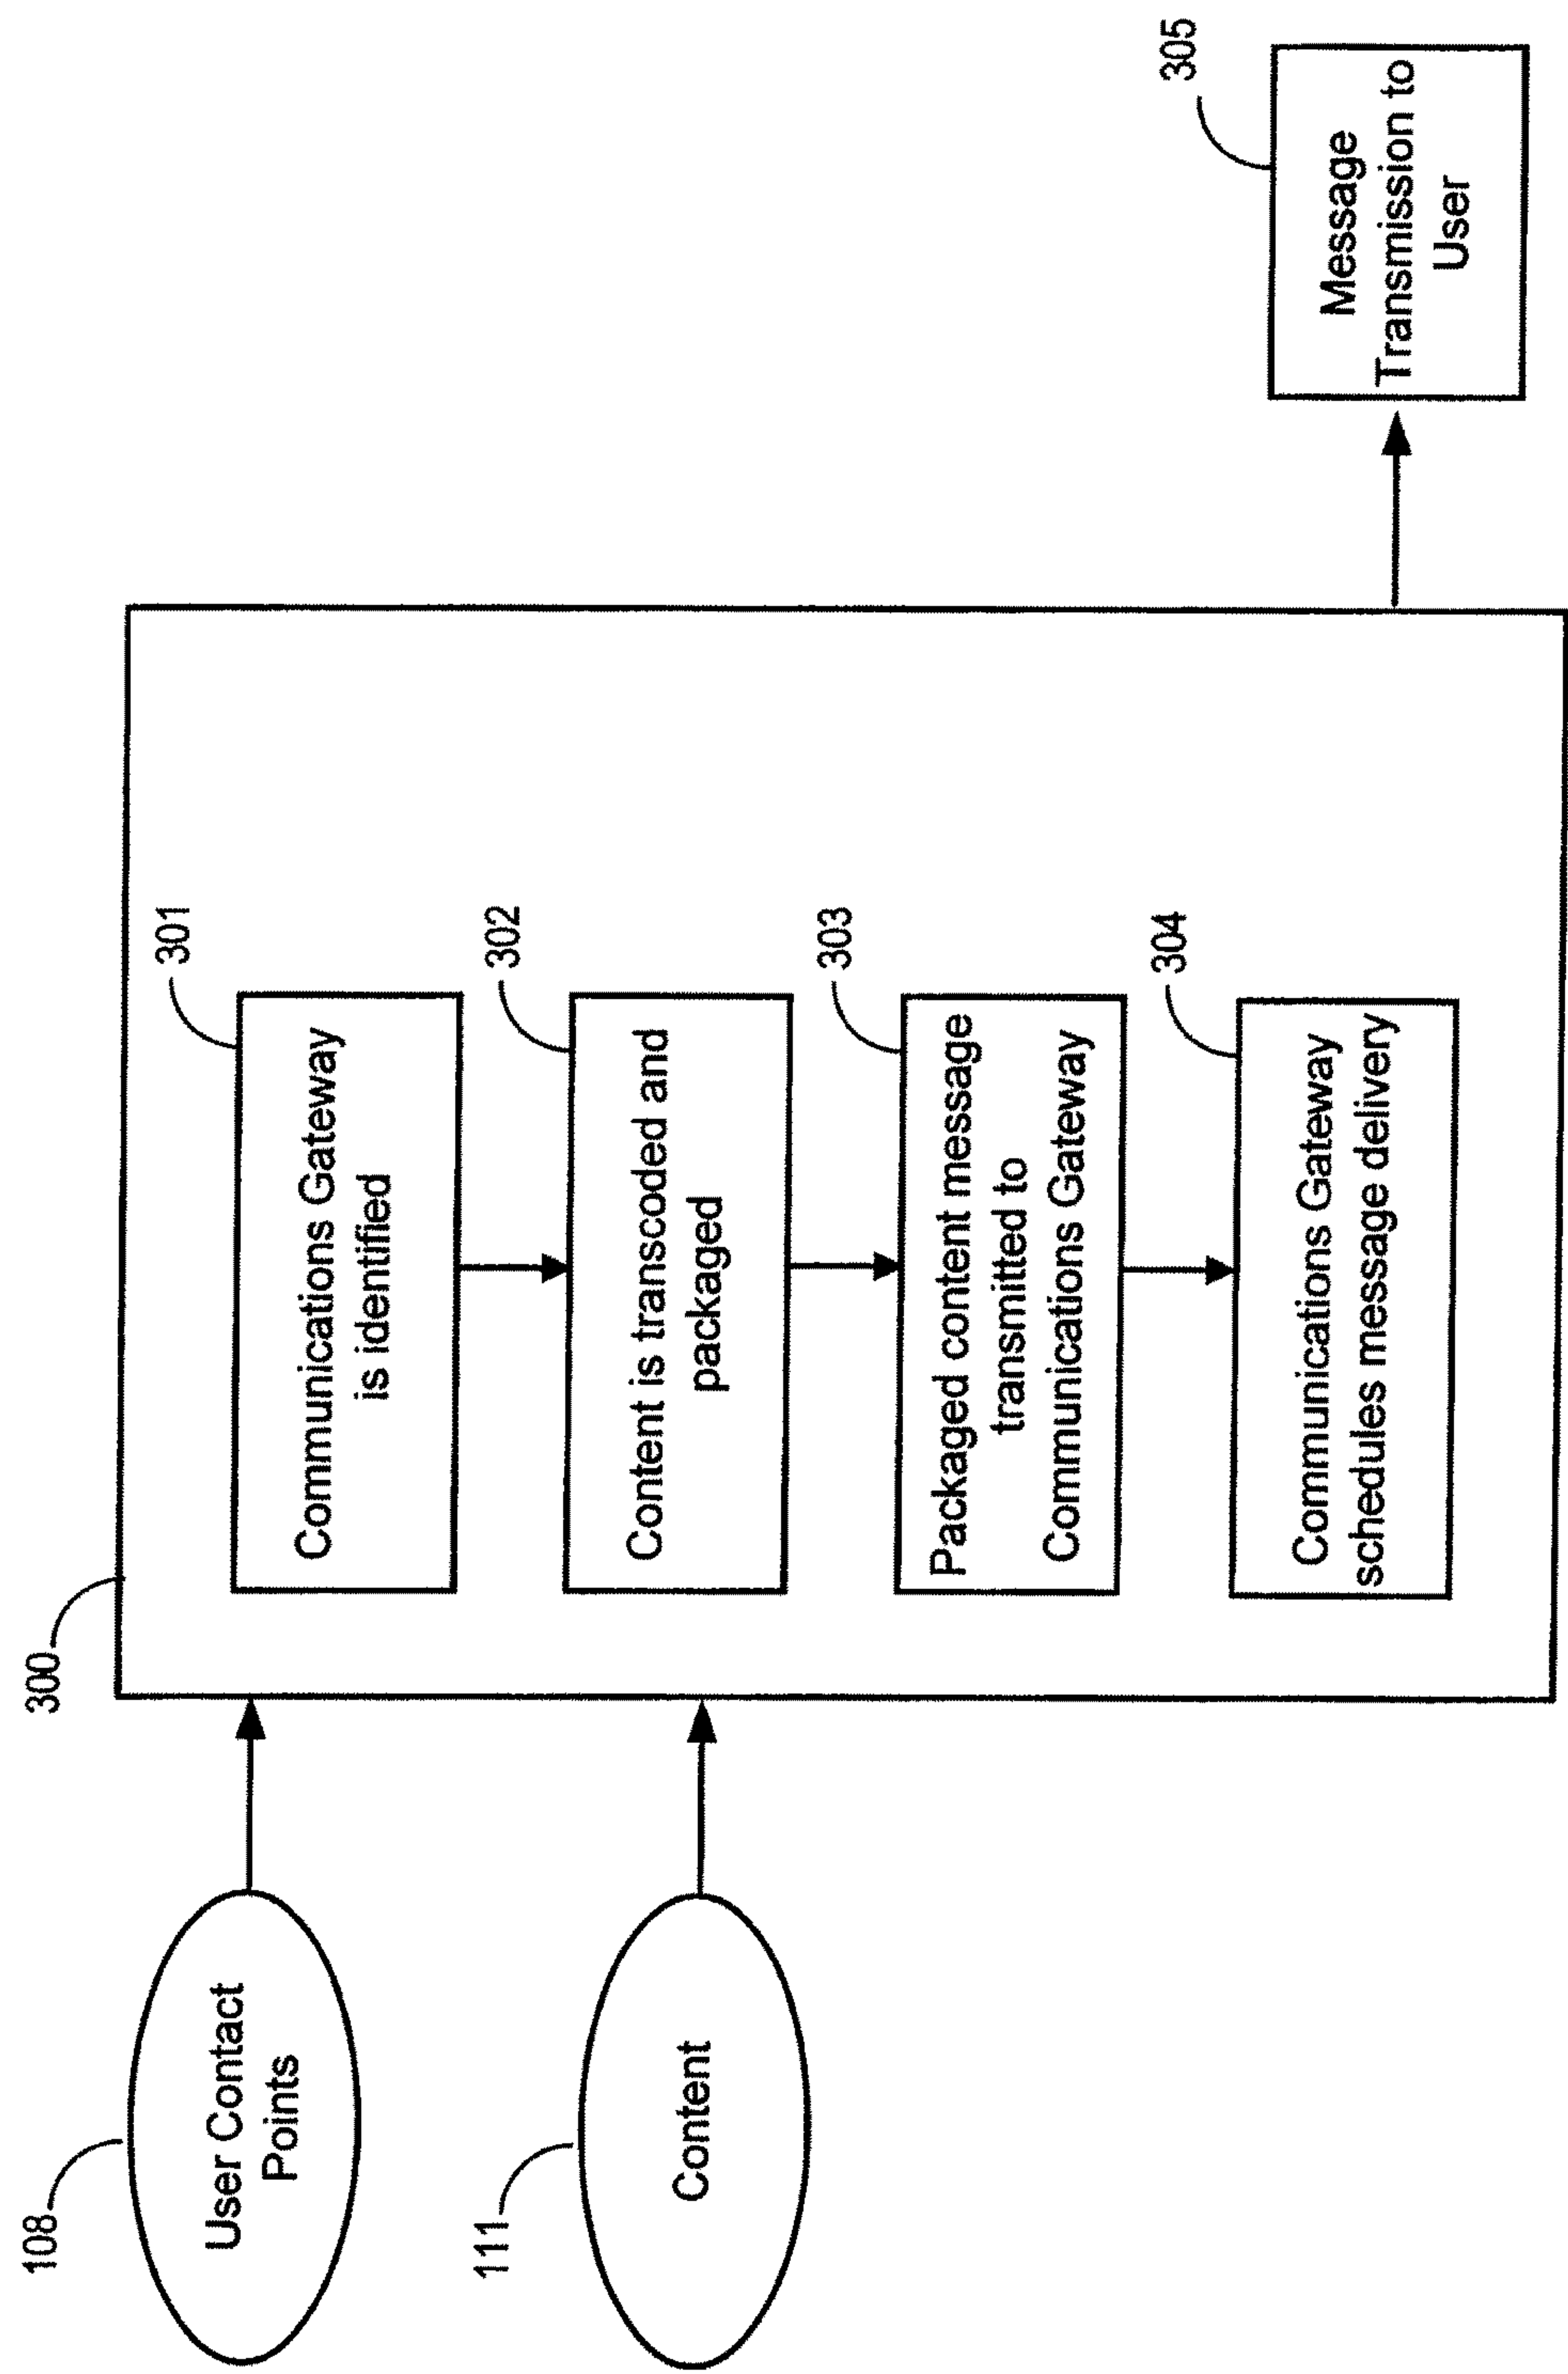 108
User Contact
Points
111
Content
300
301
Communications Gateway
is identified
302
Content is transcoded and
packaged
303
Packaged content message
transmitted to
Communications Gateway
304
Communications Gateway
schedules message delivery
305
Message
Transmission to
User